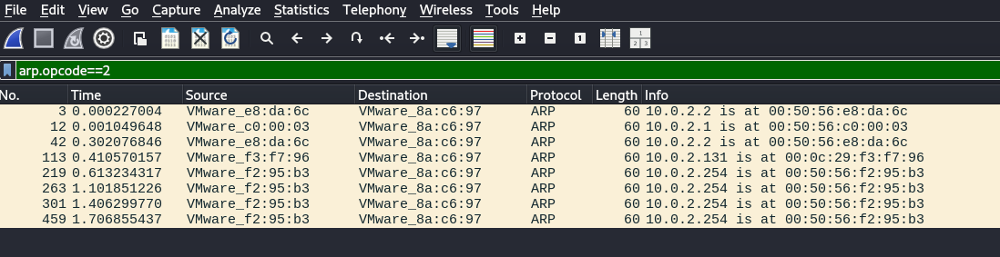 File Edit View Go Capture Analyze Statistics Telephony Wireless Tools Help
arp.opcode==2
No. Time Source Destination Protocol Length Info
3 0.000227004 VMware_e8:da:6c VMware_8a:c6:97 ARP 60 10.0.2.2 is at 00:50:56:e8:da:6c
12 0.001049648 VMware_c0:00:03 VMware_8a:c6:97 ARP 60 10.0.2.1 is at 00:50:56:c0:00:03
42 0.302076846 VMware_e8:da:6c VMware_8a:c6:97 ARP 60 10.0.2.2 is at 00:50:56:e8:da:6c
113 0.410570157 VMware_f3:f7:96 VMware_8a:c6:97 ARP 60 10.0.2.131 is at 00:0c:29:f3:f7:96
219 0.613234317 VMware_f2:95:b3 VMware_8a:c6:97 ARP 60 10.0.2.254 is at 00:50:56:f2:95:b3
263 1.101851226 VMware_f2:95:b3 VMware_8a:c6:97 ARP 60 10.0.2.254 is at 00:50:56:f2:95:b3
301 1.406299770 VMware_f2:95:b3 VMware_8a:c6:97 ARP 60 10.0.2.254 is at 00:50:56:f2:95:b3
459 1.706855437 VMware_f2:95:b3 VMware_8a:c6:97 ARP 60 10.0.2.254 is at 00:50:56:f2:95:b3